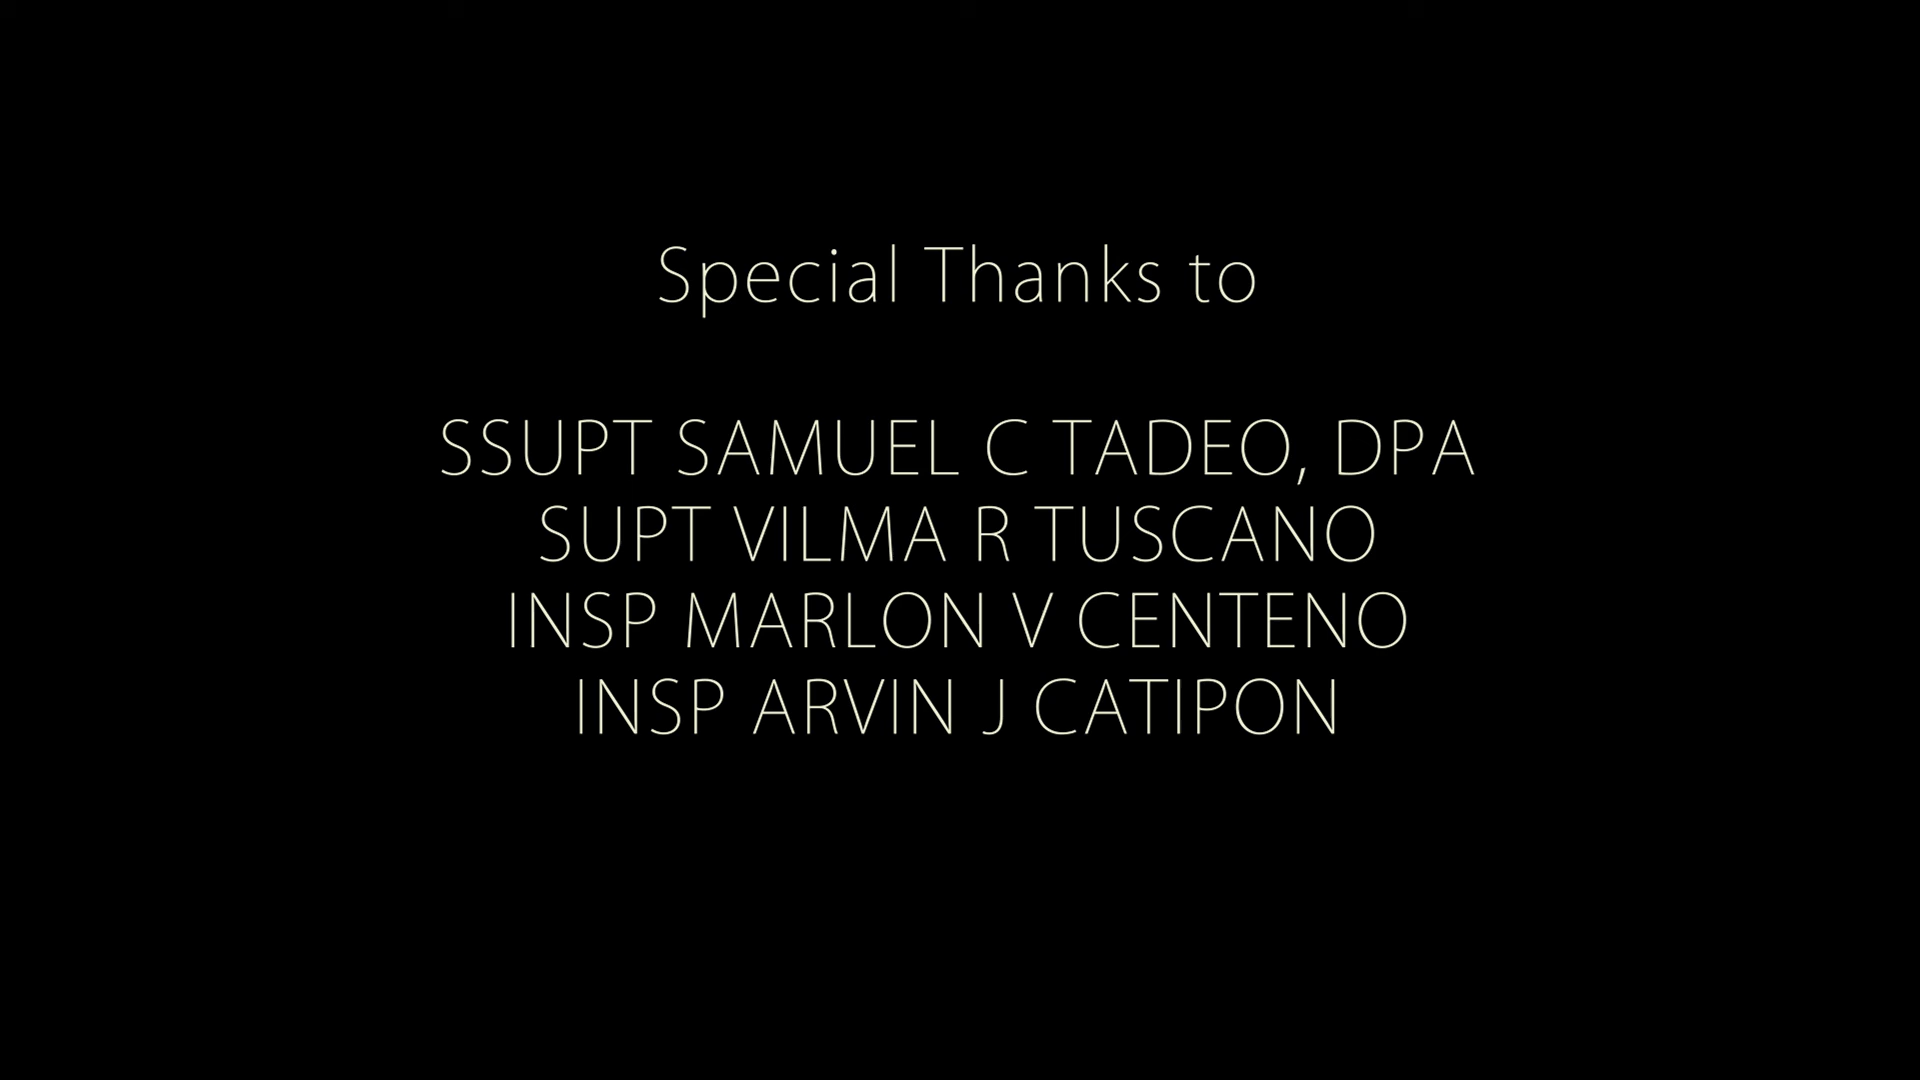 Special Thanks to
SSUPT SAMUEL C TADEO, DPA
SUPT VILMA R TUSCANO
INSP MARLON V CENTENO
INSP ARVIN J CATIPON